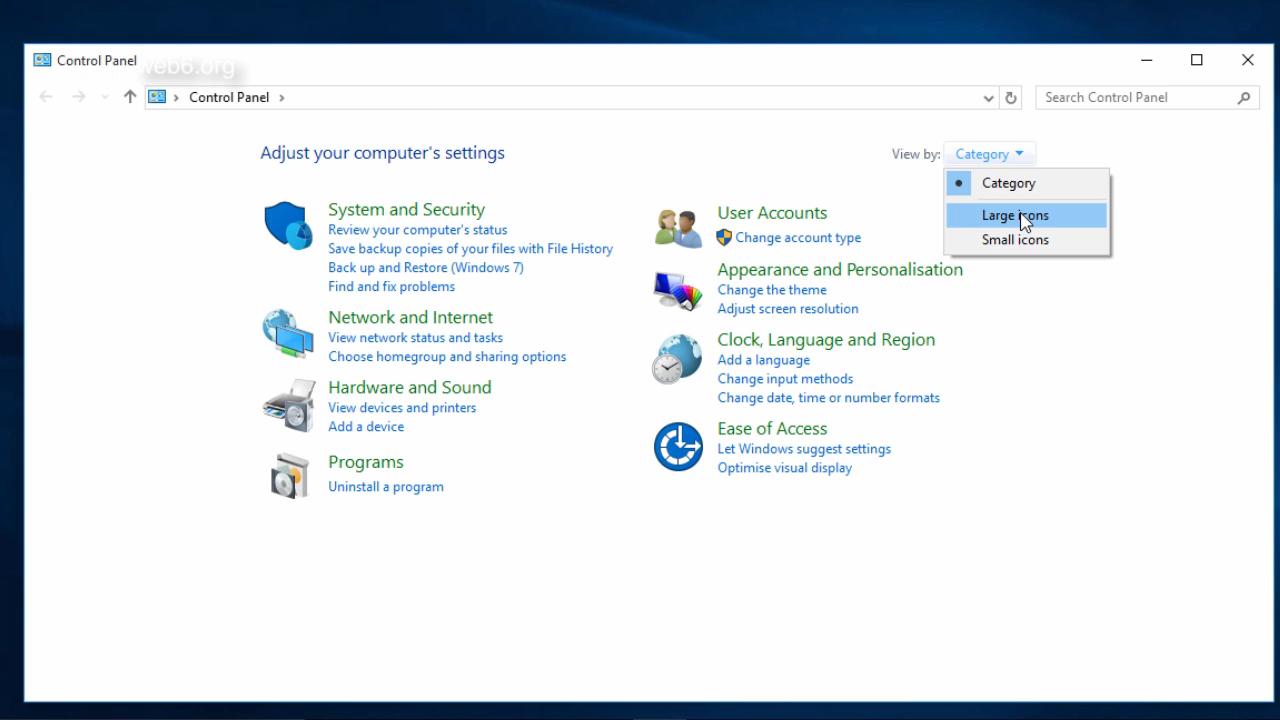 Control Panel
web6.org
Control Panel
Search Control Panel
Adjust your computer's settings
View by: Category
Category
Large icons
Small icons
System and Security
Review your computer's status
Save backup copies of your files with File History
Back up and Restore (Windows 7)
Find and fix problems
Network and Internet
View network status and tasks
Choose homegroup and sharing options
Hardware and Sound
View devices and printers
Add a device
Programs
Uninstall a program
User Accounts
Change account type
Appearance and Personalisation
Change the theme
Adjust screen resolution
Clock, Language and Region
Add a language
Change input methods
Change date, time or number formats
Ease of Access
Let Windows suggest settings
Optimise visual display